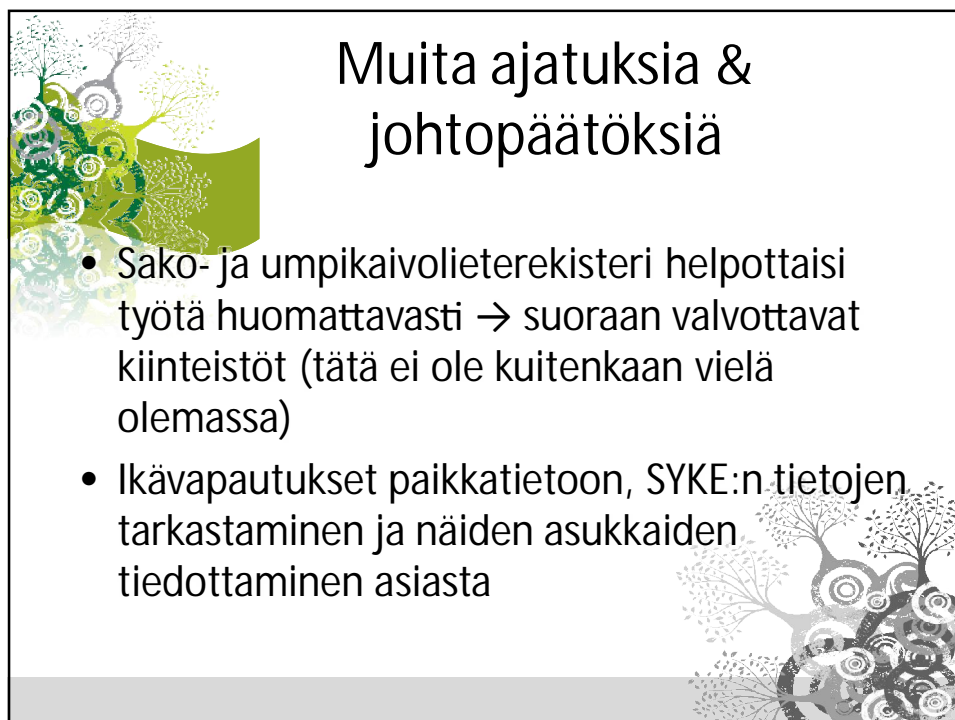 Muita ajatuksia &
johtopäätöksiä
• Sako- ja umpikaivolieterekisteri helpottaisi
työtä huomattavasti → suoraan valvottavat
kiinteistöt (tätä ei ole kuitenkaan vielä
olemassa)
• Ikävapautukset paikkatietoon, SYKE:n tietojen
tarkastaminen ja näiden asukkaiden
tiedottaminen asiasta